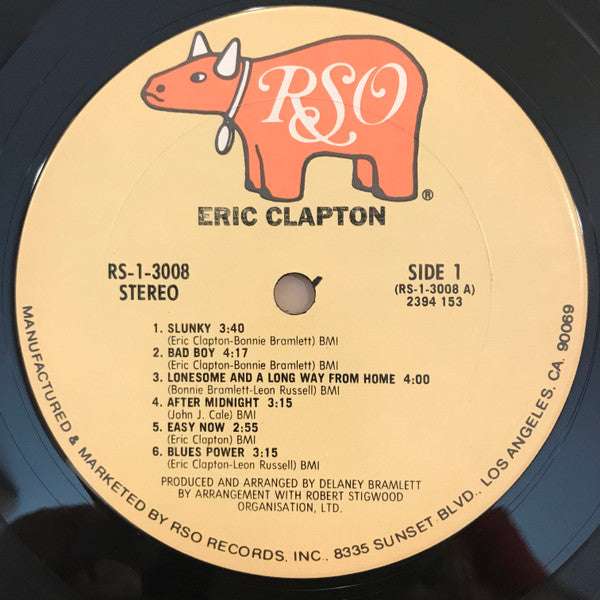 RSO
®
ERIC CLAPTON
RS-1-3008
STEREO
SIDE 1
(RS-1-3008 A)
2394 153
1. SLUNKY 3:40
(Eric Clapton-Bonnie Bramlett) BMI
2. BAD BOY 4:17
(Eric Clapton-Bonnie Bramlett) BMI
3. LONESOME AND A LONG WAY FROM HOME 4:00
(Bonnie Bramlett-Leon Russell) BMI
4. AFTER MIDNIGHT 3:15
(John J. Cale) BMI
5. EASY NOW 2:55
(Eric Clapton) BMI
6. BLUES POWER 3:15
(Eric Clapton-Leon Russell) BMI
PRODUCED AND ARRANGED BY DELANEY BRAMLETT
BY ARRANGEMENT WITH ROBERT STIGWOOD
ORGANISATION, LTD.
MANUFACTURED & MARKETED BY RSO RECORDS, INC., 8335 SUNSET BLVD., LOS ANGELES, CA. 90069